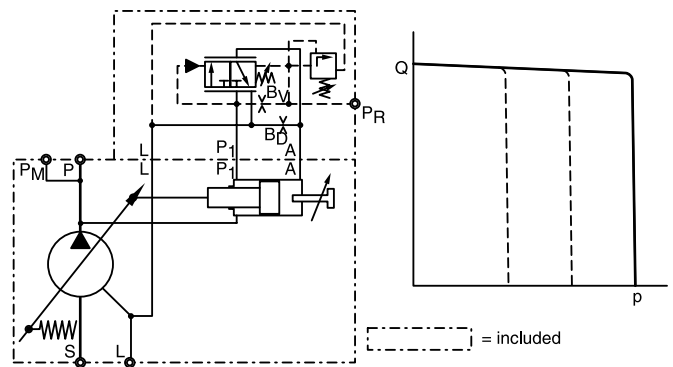 B_V
P_R
B_D
L P_1 A
L P_1 A
P_M P
S L
Q
p
= included